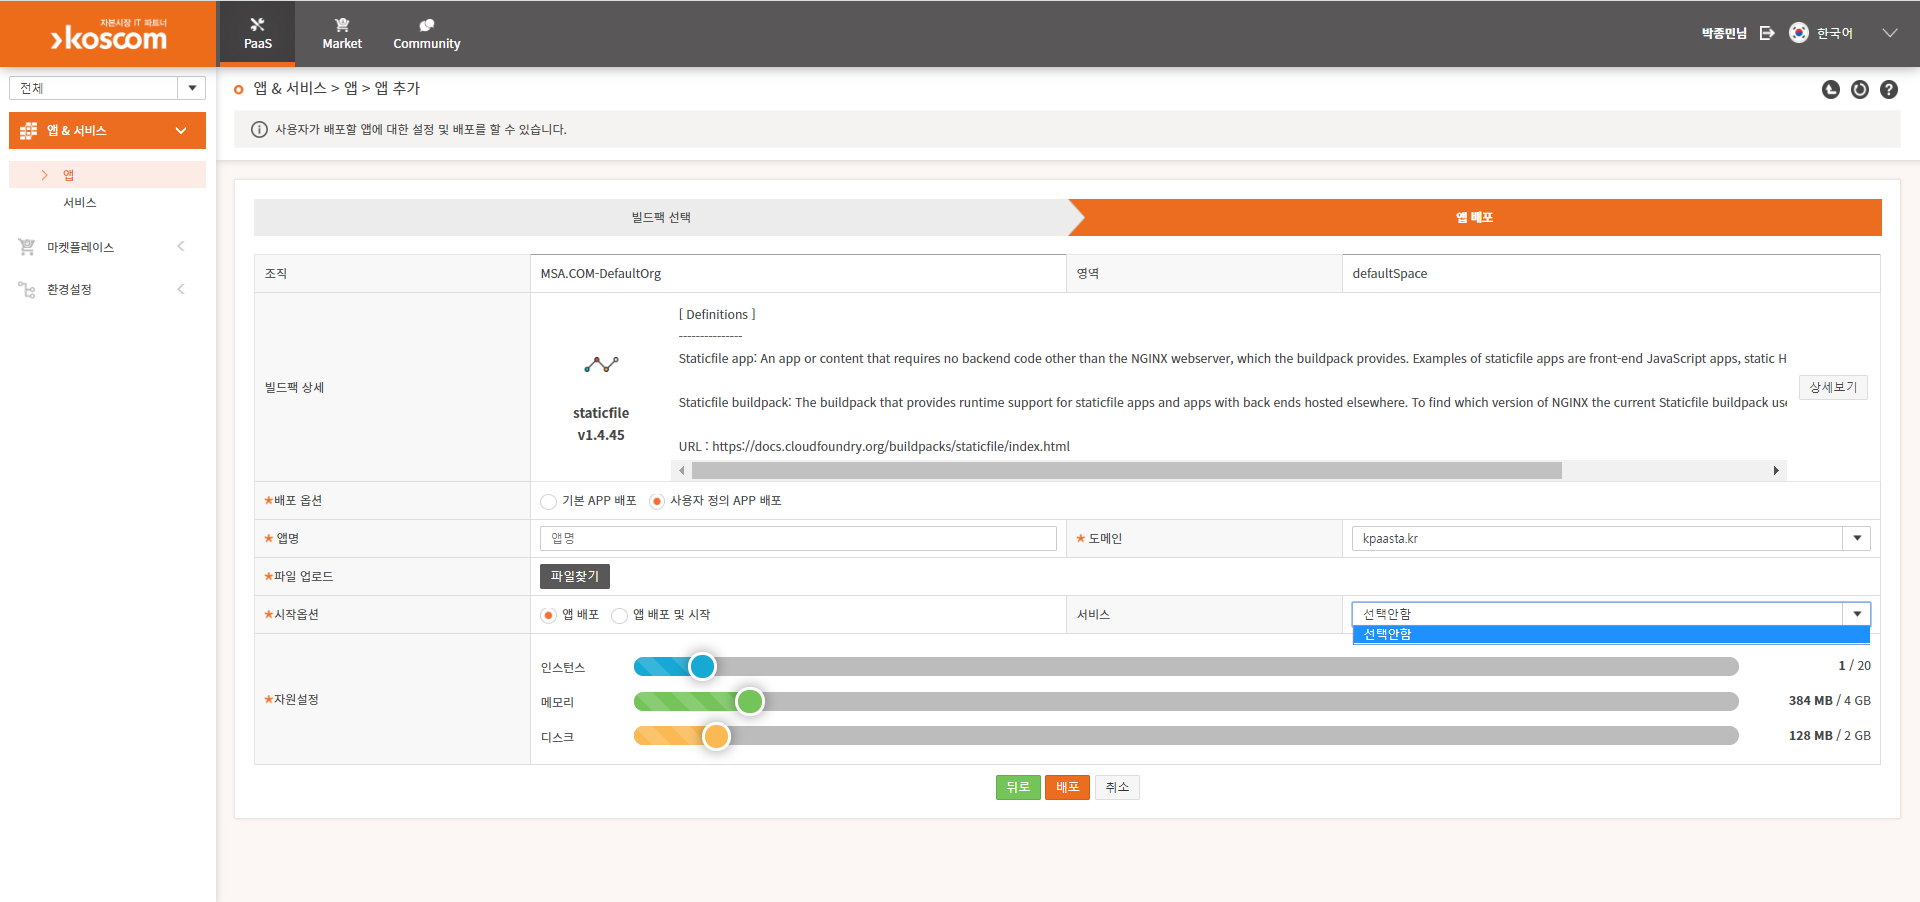 자본시장 IT 파트너
koscom
PaaS
Market
Community
박종민님
한국어
전체
앱 & 서비스
앱
서비스
마켓플레이스
환경설정
앱 & 서비스 > 앱 > 앱 추가
사용자가 배포할 앱에 대한 설정 및 배포를 할 수 있습니다.
빌드팩 선택
앱 배포
조직
MSA.COM-DefaultOrg
영역
defaultSpace
빌드팩 상세
staticfile
v1.4.45
[ Definitions ]
---------------
Staticfile app: An app or content that requires no backend code other than the NGINX webserver, which the buildpack provides. Examples of staticfile apps are front-end JavaScript apps, static H
Staticfile buildpack: The buildpack that provides runtime support for staticfile apps and apps with back ends hosted elsewhere. To find which version of NGINX the current Staticfile buildpack use
URL : https://docs.cloudfoundry.org/buildpacks/staticfile/index.html
상세보기
★배포 옵션
기본 APP 배포
사용자 정의 APP 배포
★ 앱명
앱명
★ 도메인
kpaasta.kr
★파일 업로드
파일찾기
★시작옵션
앱 배포
앱 배포 및 시작
서비스
선택안함
선택안함
★자원설정
인스턴스
1 / 20
메모리
384 MB / 4 GB
디스크
128 MB / 2 GB
뒤로
배포
취소